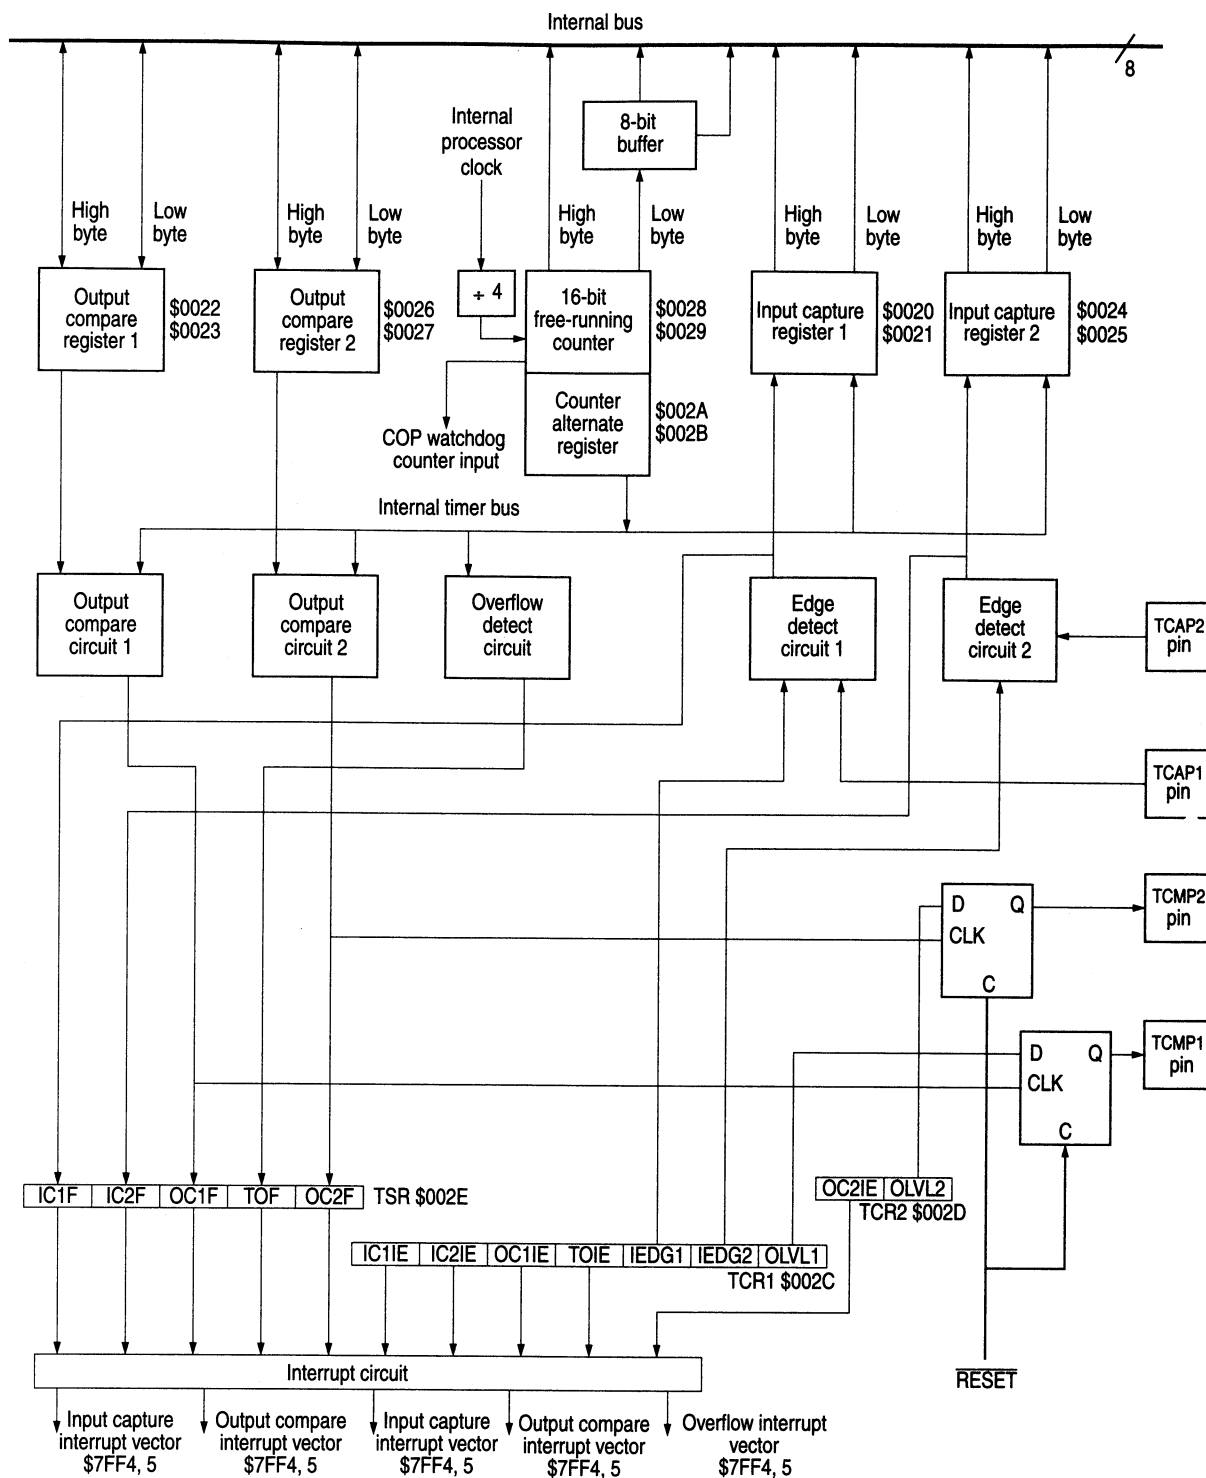 Internal bus
8
Internal
processor
clock
8-bit
buffer
High
byte
Low
byte
High
byte
Low
byte
High
byte
Low
byte
High
byte
Low
byte
High
byte
Low
byte
Output
compare
register 1
$0022
$0023
Output
compare
register 2
$0026
$0027
÷ 4
16-bit
free-running
counter
$0028
$0029
Input capture
register 1
$0020
$0021
Input capture
register 2
$0024
$0025
Counter
alternate
register
$002A
$002B
COP watchdog
counter input
Internal timer bus
Output
compare
circuit 1
Output
compare
circuit 2
Overflow
detect
circuit
Edge
detect
circuit 1
Edge
detect
circuit 2
TCAP2
pin
TCAP1
pin
D Q
CLK
C
TCMP2
pin
D Q
CLK
C
TCMP1
pin
IC1F IC2F OC1F TOF OC2F TSR $002E
OC2IE OLVL2
TCR2 $002D
IC1IE IC2IE OC1IE TOIE IEDG1 IEDG2 OLVL1
TCR1 $002C
Interrupt circuit
RESET
Input capture
interrupt vector
$7FF4, 5
Output compare
interrupt vector
$7FF4, 5
Input capture
interrupt vector
$7FF4, 5
Output compare
interrupt vector
$7FF4, 5
Overflow interrupt
vector
$7FF4, 5